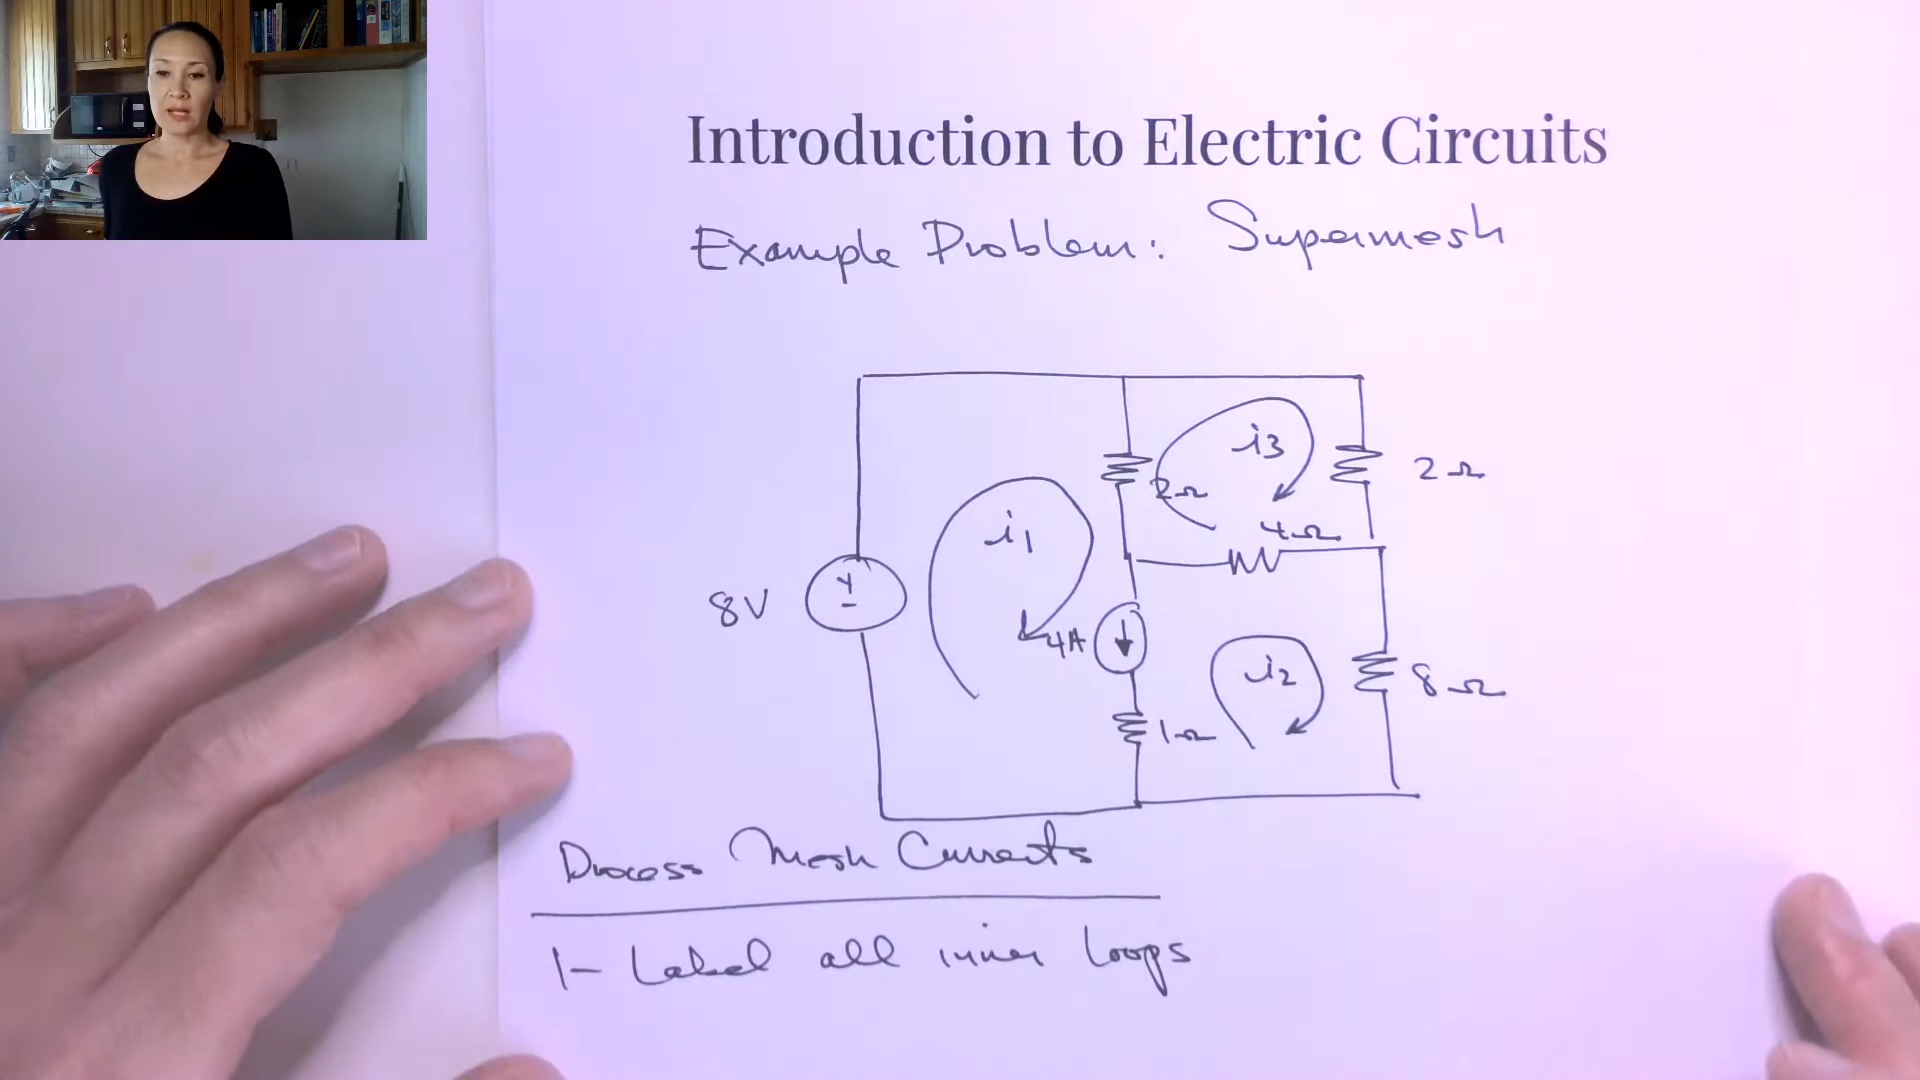 Introduction to Electric Circuits
Example Problem: Supermesh
i3
2Ω
2Ω
i1
4Ω
8V
+
-
4A
i2
8Ω
1Ω
Process Mesh Currents
1- Label all inner loops